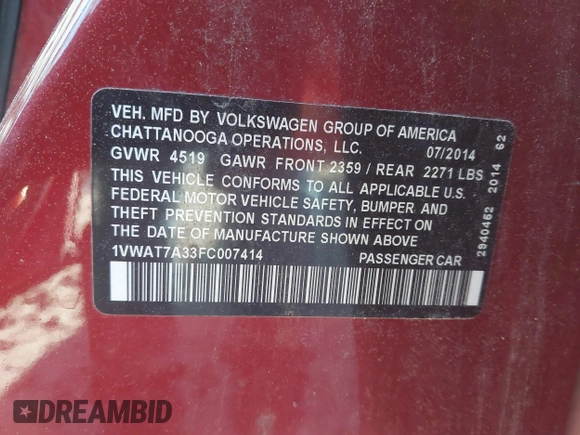 VEH. MFD BY VOLKSWAGEN GROUP OF AMERICA
CHATTANOOGA OPERATIONS, LLC. 07/2014
GVWR 4519 GAWR FRONT 2359 / REAR 2271 LBS
THIS VEHICLE CONFORMS TO ALL APPLICABLE U.S.
FEDERAL MOTOR VEHICLE SAFETY, BUMPER AND
THEFT PREVENTION STANDARDS IN EFFECT ON
THE DATE OF MANUFACTURE SHOWN ABOVE
1VWAT7A33FC007414 PASSENGER CAR
2940452 2014 62
DREAMBID